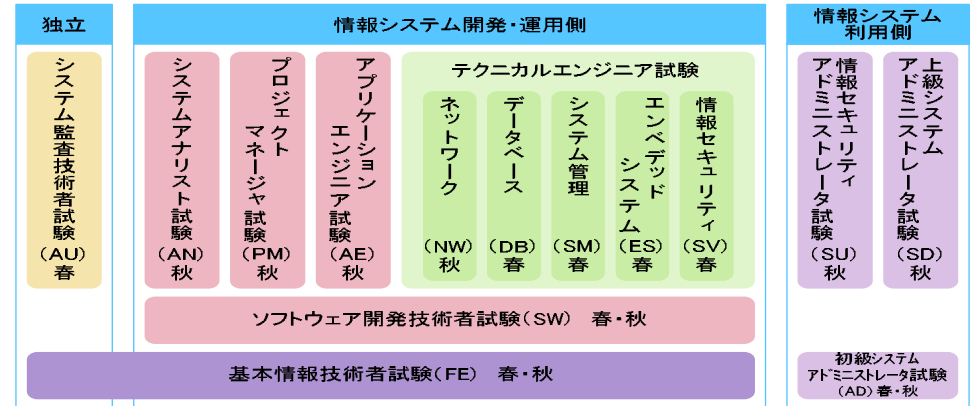 独立
情報システム開発・運用側
情報システム
利用側
システム監査技術者試験
(AU)
春
システムアナリスト試験
(AN)
秋
プロジェクト
マネージャ試験
(PM)
秋
アプリケーション
エンジニア試験
(AE)
秋
テクニカルエンジニア試験
ネットワーク
(NW)
秋
データベース
(DB)
春
システム管理
(SM)
春
エンベデッド
システム
(ES)
春
情報セキュリティ
(SV)
春
情報セキュリティ
アドミニストレータ試験
(SU)
秋
上級システム
アドミニストレータ試験
(SD)
秋
ソフトウェア開発技術者試験(SW) 春・秋
基本情報技術者試験(FE) 春・秋
初級システム
アドミニストレータ試験
(AD)春・秋